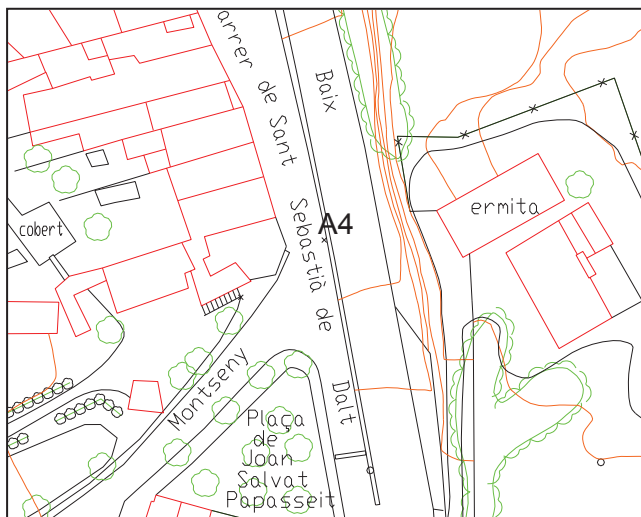 arrer de Sant Sebastià de Dalt
Baix
A4
ermita
cobert
Montseny
Plaça
de
Joan
Salvat
Papasseit